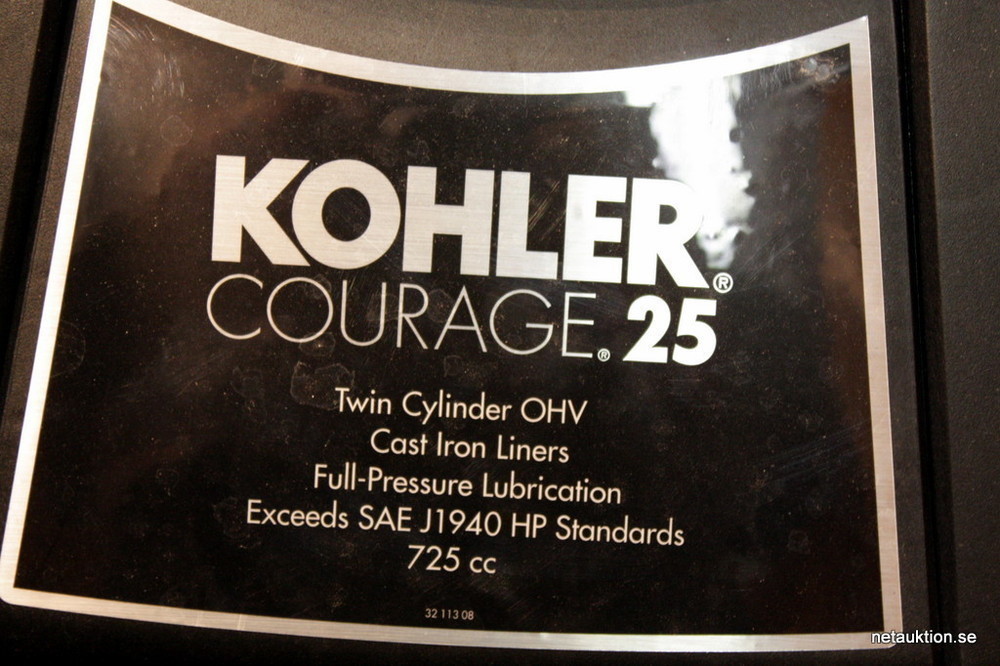 KOHLER®
COURAGE® 25
Twin Cylinder OHV
Cast Iron Liners
Full-Pressure Lubrication
Exceeds SAE J1940 HP Standards
725 cc
32 113 08
netauktion.se